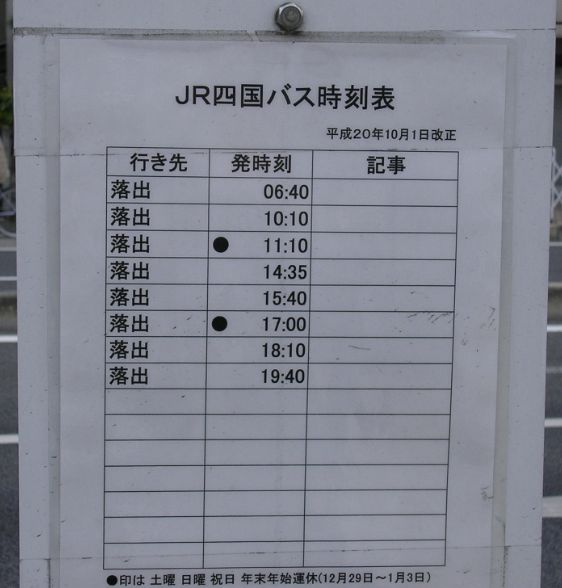 JR四国バス時刻表
平成20年10月1日改正
行き先 発時刻 記事
落出 06:40
落出 10:10
落出 ● 11:10
落出 14:35
落出 15:40
落出 ● 17:00
落出 18:10
落出 19:40
●印は 土曜 日曜 祝日 年末年始運休(12月29日～1月3日)